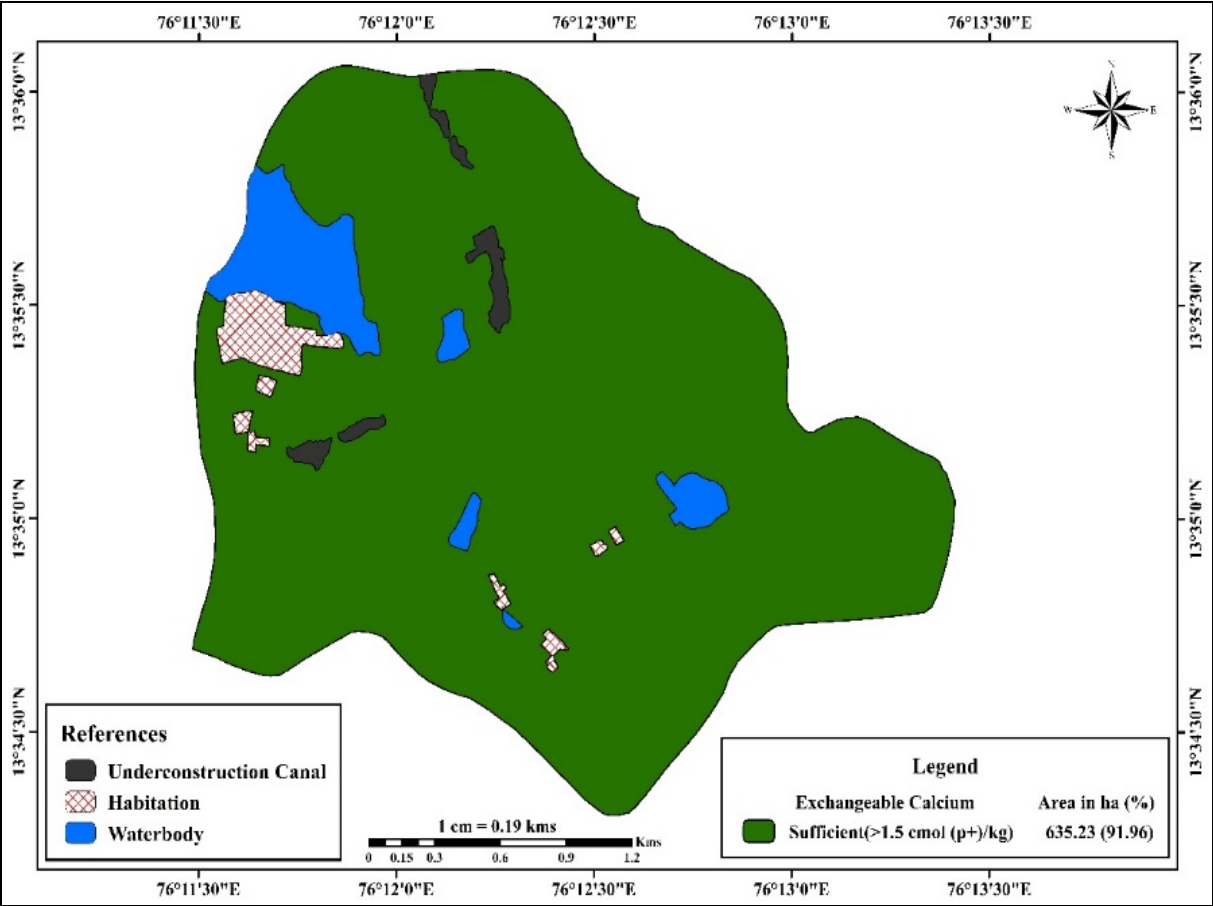 76°11'30"E 76°12'0"E 76°12'30"E 76°13'0"E 76°13'30"E
13°36'0"N
13°36'0"N
N
W E
S
13°35'30"N
13°35'30"N
13°35'0"N
13°35'0"N
13°34'30"N
13°34'30"N
References
Underconstruction Canal
Habitation
Waterbody
1 cm = 0.19 kms
Kms
0 0.15 0.3 0.6 0.9 1.2
Legend
Exchangeable Calcium Area in ha (%)
Sufficient(>1.5 cmol (p+)/kg) 635.23 (91.96)
76°11'30"E 76°12'0"E 76°12'30"E 76°13'0"E 76°13'30"E